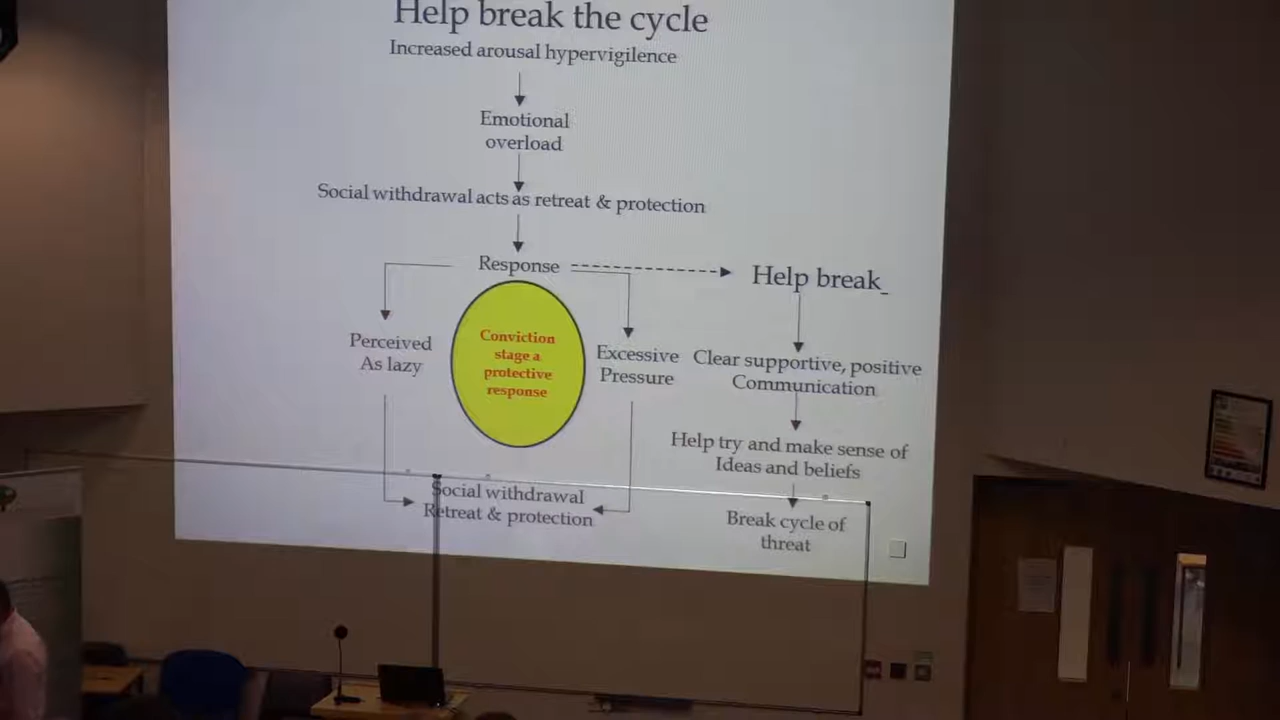 Help break the cycle
Increased arousal hypervigilence
Emotional
overload
Social withdrawal acts as retreat & protection
Response
Help break_
Perceived
As lazy
Conviction
stage a
protective
response
Excessive
Pressure
Clear supportive, positive
Communication
Help try and make sense of
Ideas and beliefs
Social withdrawal
Retreat & protection
Break cycle of
threat